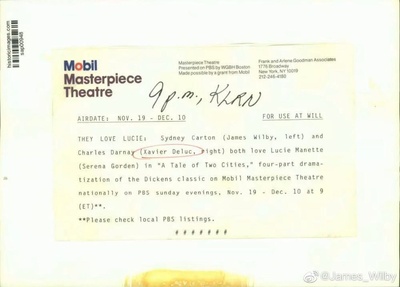 historicimages.com
Mobil
Masterpiece
Theatre
Masterpiece Theatre
Presented on PBS by WGBH Boston
Made possible by a grant from Mobil
Frank and Arlene Goodman Associates
1776 Broadway
New York, NY 10019
212-246-4180
9 p.m., KLRN
AIRDATE: NOV. 19 - DEC. 10
FOR USE AT WILL
THEY LOVE LUCIE: Sydney Carton (James Wilby, left) and
Charles Darnay (Xavier Deluc, right) both love Lucie Manette
(Serena Gordon) in "A Tale of Two Cities," four-part drama-
tization of the Dickens classic on Mobil Masterpiece Theatre
nationally on PBS sunday evenings, Nov. 19 - Dec. 10 at 9
(ET)**.
**Please check local PBS listings.
#######
@James_Wilby